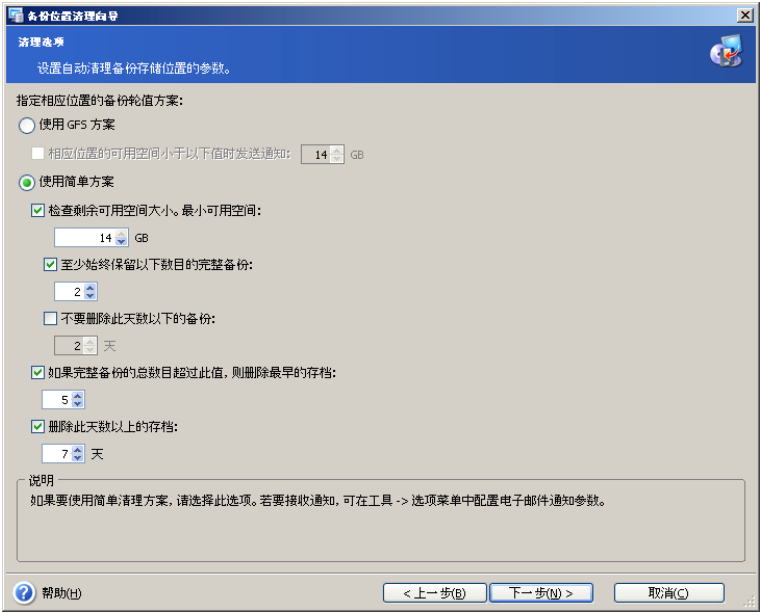 备份位置清理向导
清理选项
设置自动清理备份存储位置的参数。
指定相应位置的备份轮值方案:
使用 GFS 方案
相应位置的可用空间小于以下值时发送通知: 14 GB
使用简单方案
检查剩余可用空间大小。最小可用空间:
14 GB
至少始终保留以下数目的完整备份:
2
不要删除此天数以下的备份:
2 天
如果完整备份的总数目超过此值, 则删除最早的存档:
5
删除此天数以上的存档:
7 天
说明
如果要使用简单清理方案, 请选择此选项。若要接收通知, 可在工具 -> 选项菜单中配置电子邮件通知参数。
帮助(H) < 上一步(B) 下一步(N) > 取消(C)